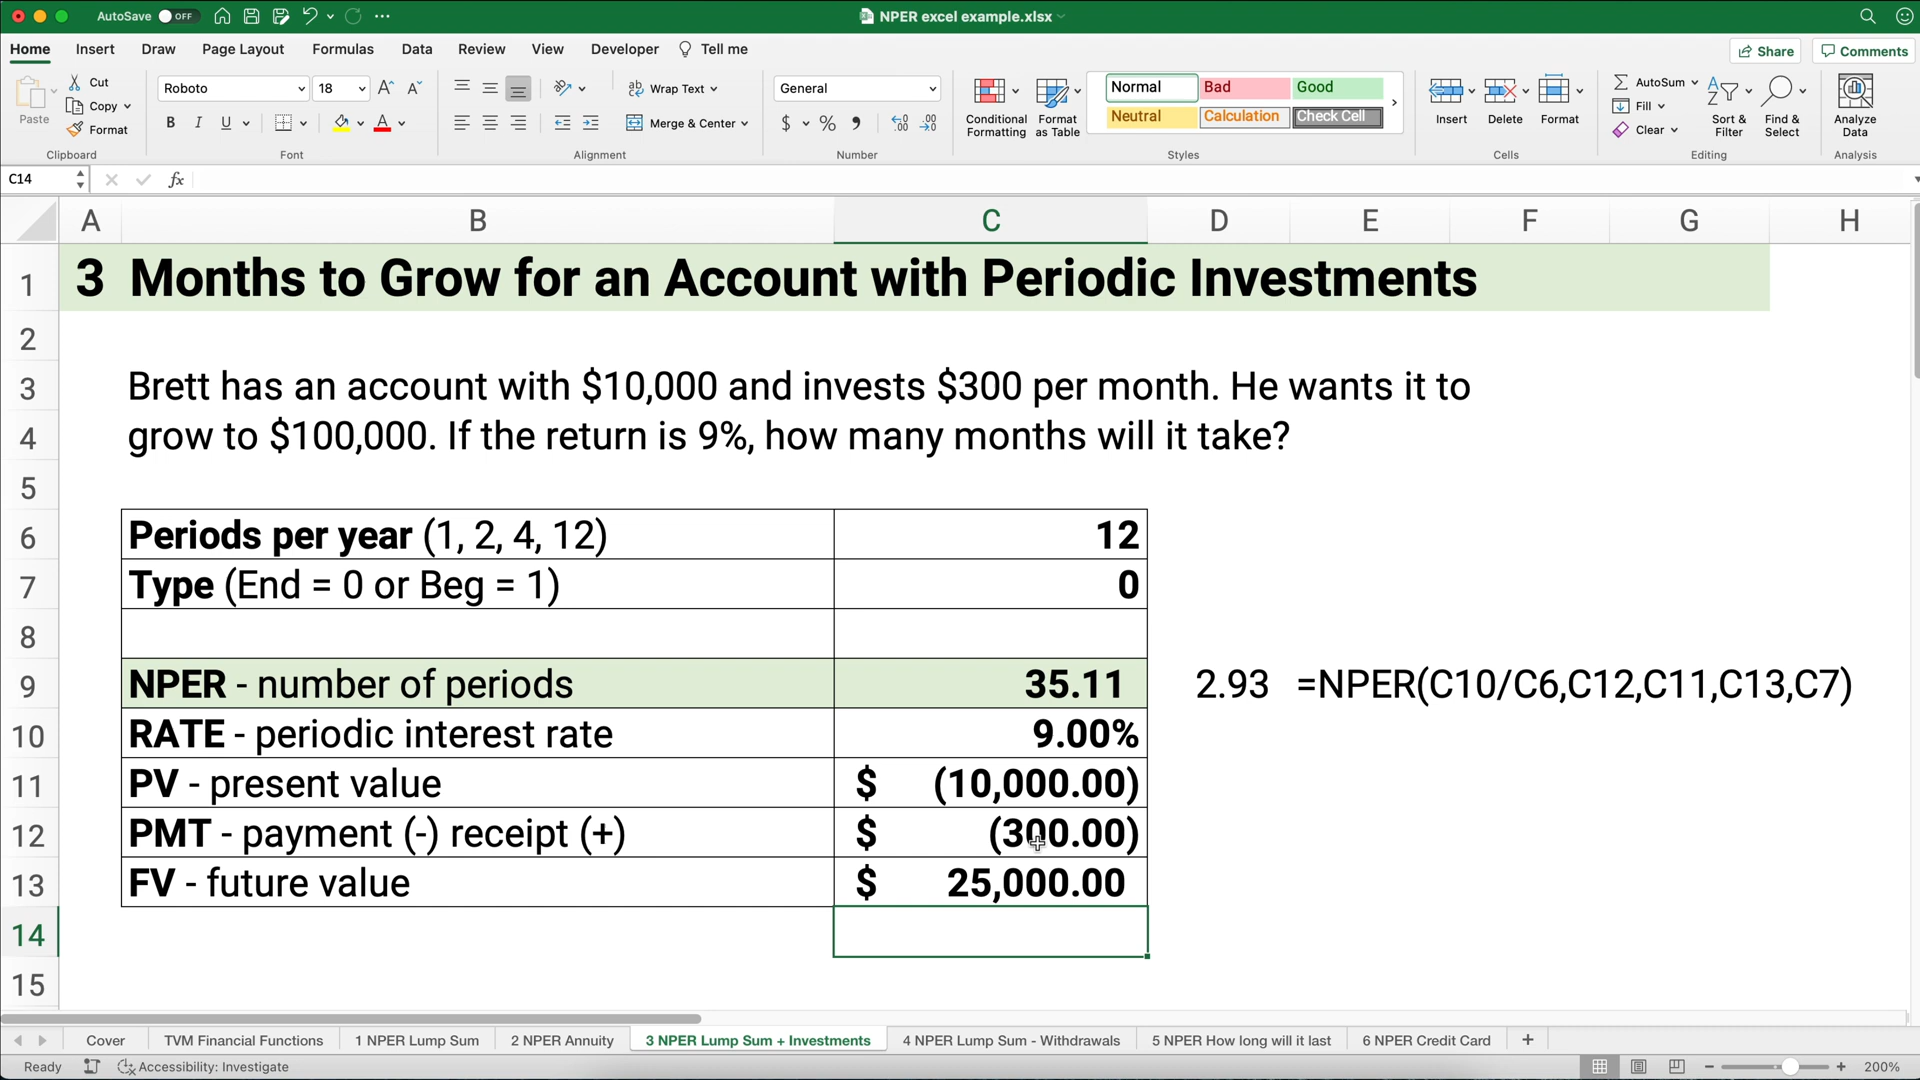 AutoSave OFF
NPER excel example.xlsx
Home Insert Draw Page Layout Formulas Data Review View Developer Tell me
Share Comments
Paste
Cut
Copy
Format
Clipboard
Roboto 18 A^ A
B I U A
Font
Wrap Text
Merge & Center
Alignment
General
$ % 9
Number
Conditional Formatting
Format as Table
Normal Bad Good
Neutral Calculation Check Cell
Styles
Insert Delete Format
Cells
AutoSum
Fill
Clear
Sort & Filter
Find & Select
Editing
Analyze Data
Analysis
C14 fx
A B C D E F G H
1 3 Months to Grow for an Account with Periodic Investments
2
3 Brett has an account with $10,000 and invests $300 per month. He wants it to
4 grow to $100,000. If the return is 9%, how many months will it take?
5
6 Periods per year (1, 2, 4, 12) 12
7 Type (End = 0 or Beg = 1) 0
8
9 NPER - number of periods 35.11 2.93 =NPER(C10/C6,C12,C11,C13,C7)
10 RATE - periodic interest rate 9.00%
11 PV - present value $ (10,000.00)
12 PMT - payment (-) receipt (+) $ (300.00)
13 FV - future value $ 25,000.00
14
15
Cover TVM Financial Functions 1 NPER Lump Sum 2 NPER Annuity 3 NPER Lump Sum + Investments 4 NPER Lump Sum - Withdrawals 5 NPER How long will it last 6 NPER Credit Card +
Ready Accessibility: Investigate
200%